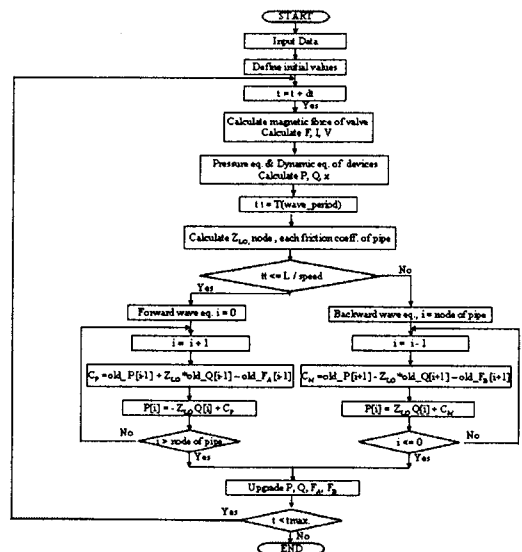 START
Input Data
Define initial values
t = t + dt
Yes
Calculate magnetic force of valve
Calculate F, I, V
Pressure eq. & Dynamic eq. of devices
Calculate P, Q, x
t t = T(wave_period)
Calculate Z_LO, node , each friction coeff. of pipe
tt <= L / speed
Yes
No
Forward wave eq. i = 0
Backward wave eq., i = node of pipe
i = i + 1
i = i - 1
C_P =old_P[i-1] + Z_LO *old_Q[i-1] – old_F_A [i-1]
C_M =old_P[i+1] - Z_LO *old_Q[i+1] – old_F_B [i+1]
P[i] = - Z_LO Q[i] + C_P
P[i] = Z_LO Q[i] + C_M
No
i > node of pipe
Yes
i <= 0
No
Yes
Upgrade P, Q, F_A, F_B
Yes
t < tmax.
No
END